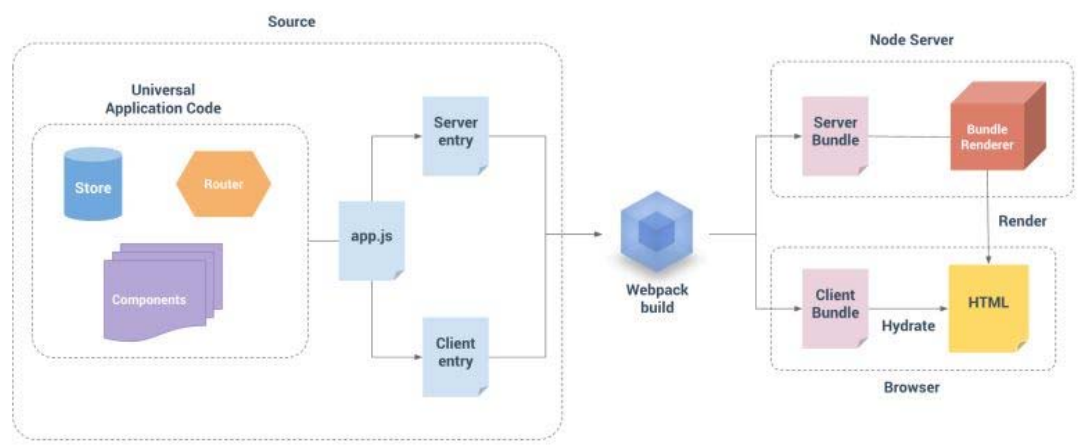 Source
Universal
Application Code
Store
Router
Components
app.js
Server
entry
Client
entry
Webpack
build
Node Server
Server
Bundle
Bundle
Renderer
Render
Client
Bundle
Hydrate
HTML
Browser